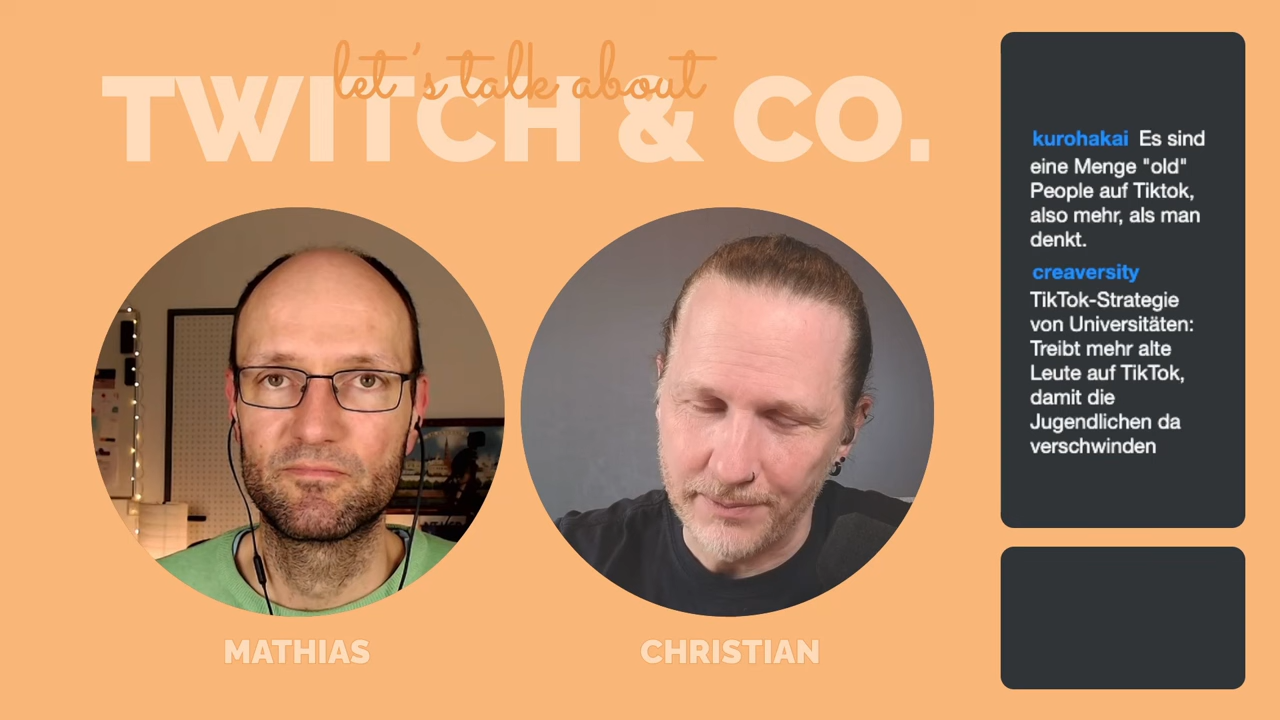 let's talk about
TWITCH & CO.
MATHIAS
CHRISTIAN
kurohakai Es sind
eine Menge "old"
People auf Tiktok,
also mehr, als man
denkt.
creaversity
TikTok-Strategie
von Universitäten:
Treibt mehr alte
Leute auf TikTok,
damit die
Jugendlichen da
verschwinden